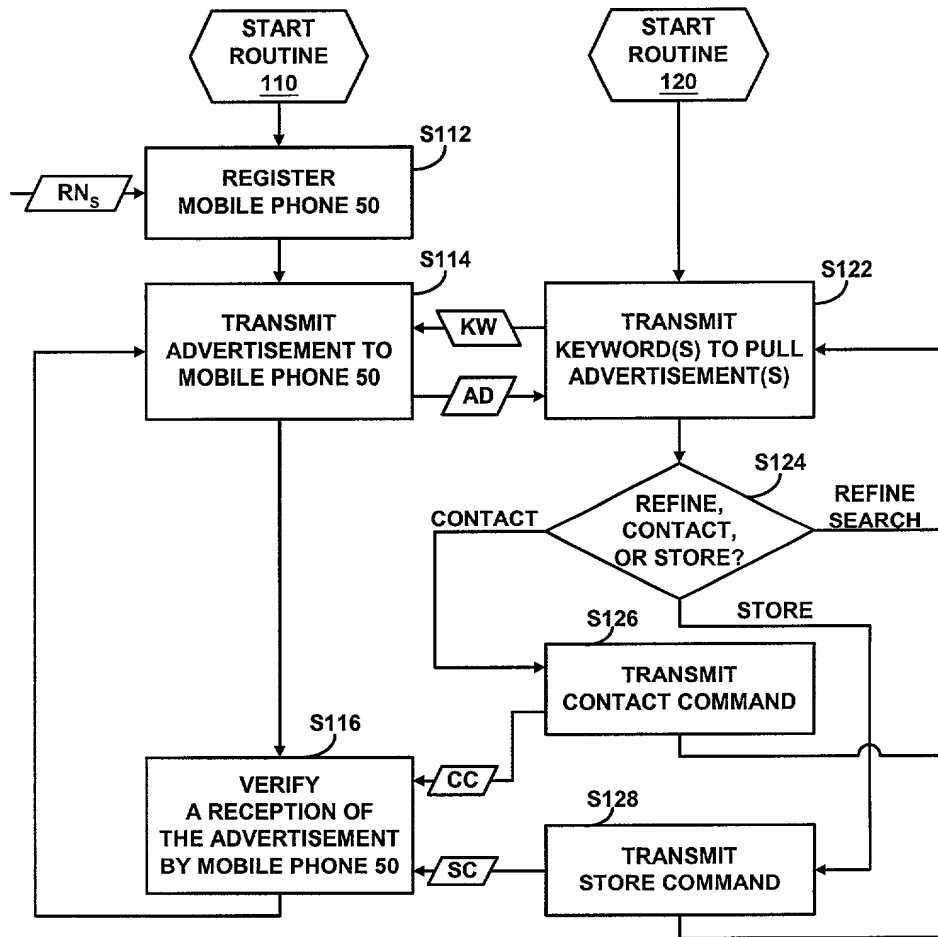 START
ROUTINE
110
START
ROUTINE
120
S112
RN_S
REGISTER
MOBILE PHONE 50
S114
S122
TRANSMIT
ADVERTISEMENT TO
MOBILE PHONE 50
KW
AD
TRANSMIT
KEYWORD(S) TO PULL
ADVERTISEMENT(S)
S124
CONTACT
REFINE,
CONTACT,
OR STORE?
REFINE
SEARCH
STORE
S126
TRANSMIT
CONTACT COMMAND
S116
VERIFY
A RECEPTION OF
THE ADVERTISEMENT
BY MOBILE PHONE 50
CC
SC
S128
TRANSMIT
STORE COMMAND